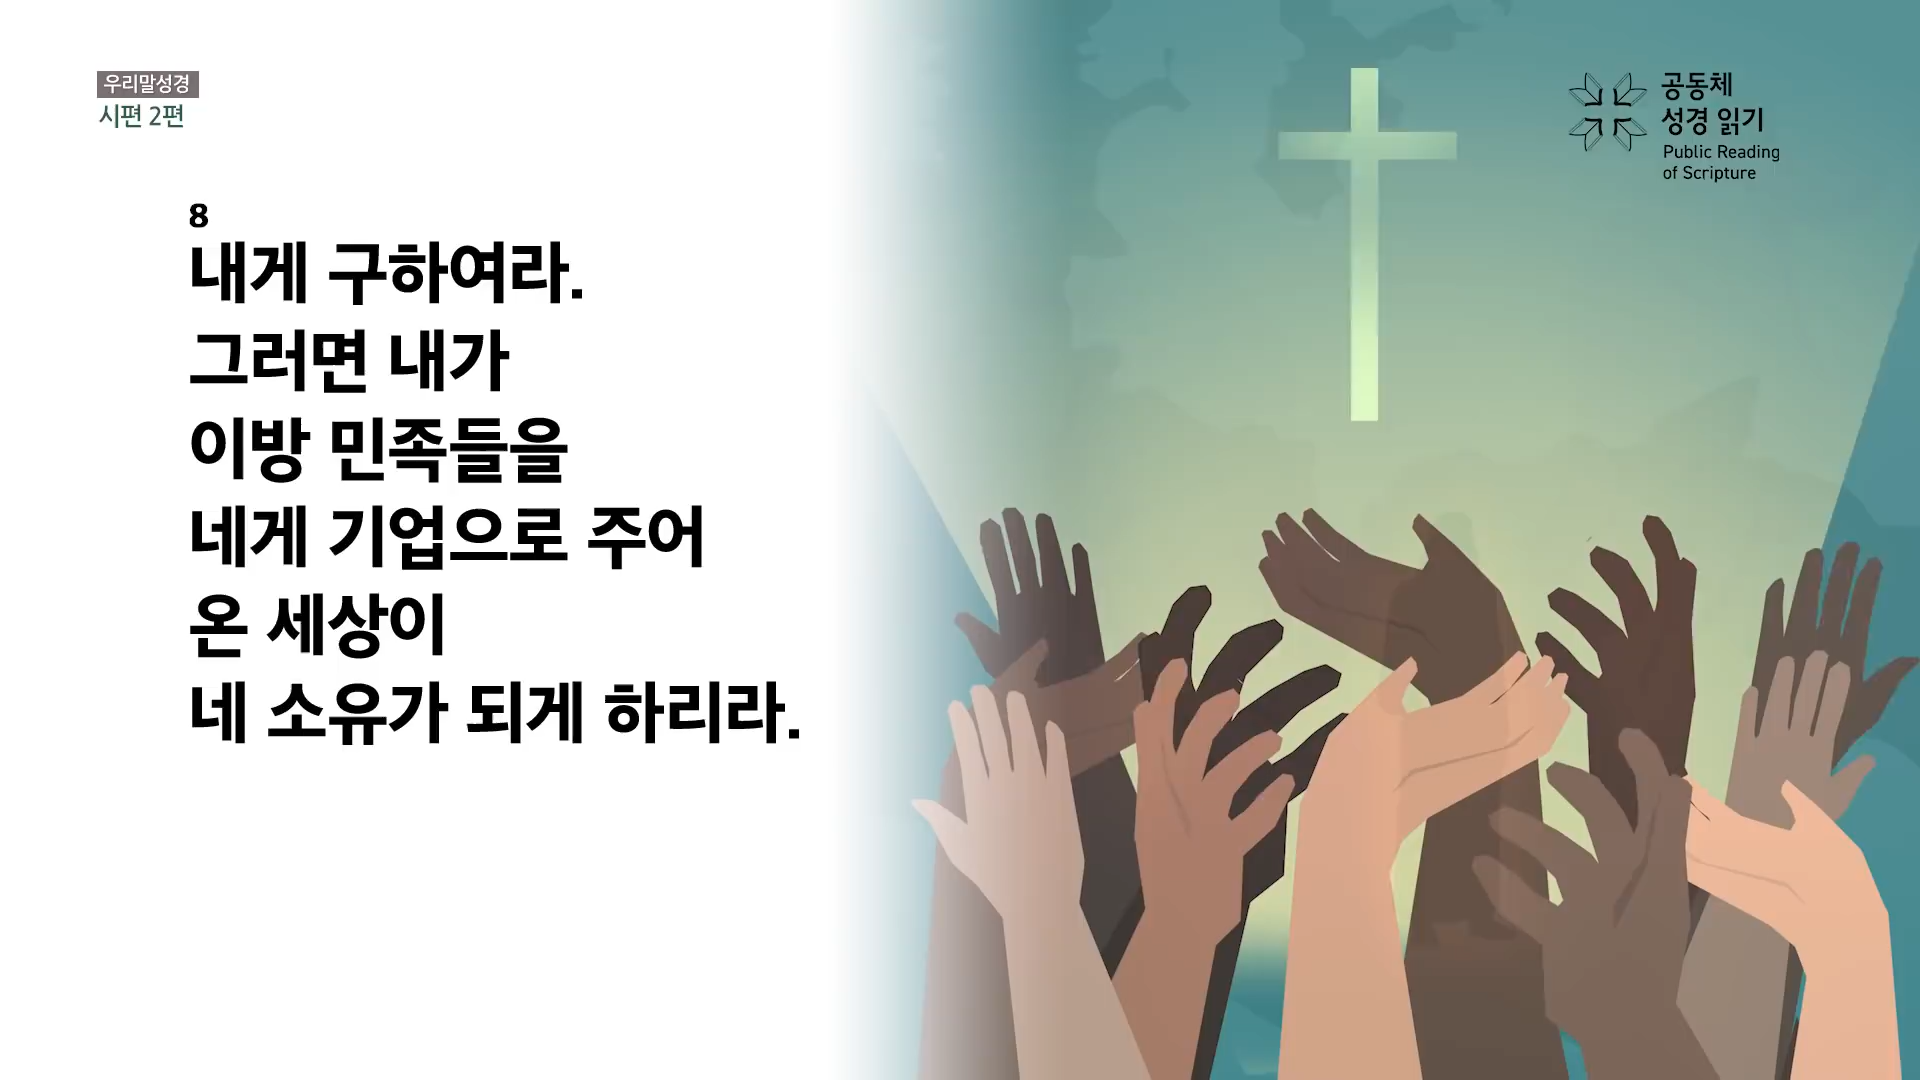 우리말성경
시편 2편
공동체
성경 읽기
Public Reading
of Scripture
8
내게 구하여라.
그러면 내가
이방 민족들을
네게 기업으로 주어
온 세상이
네 소유가 되게 하리라.